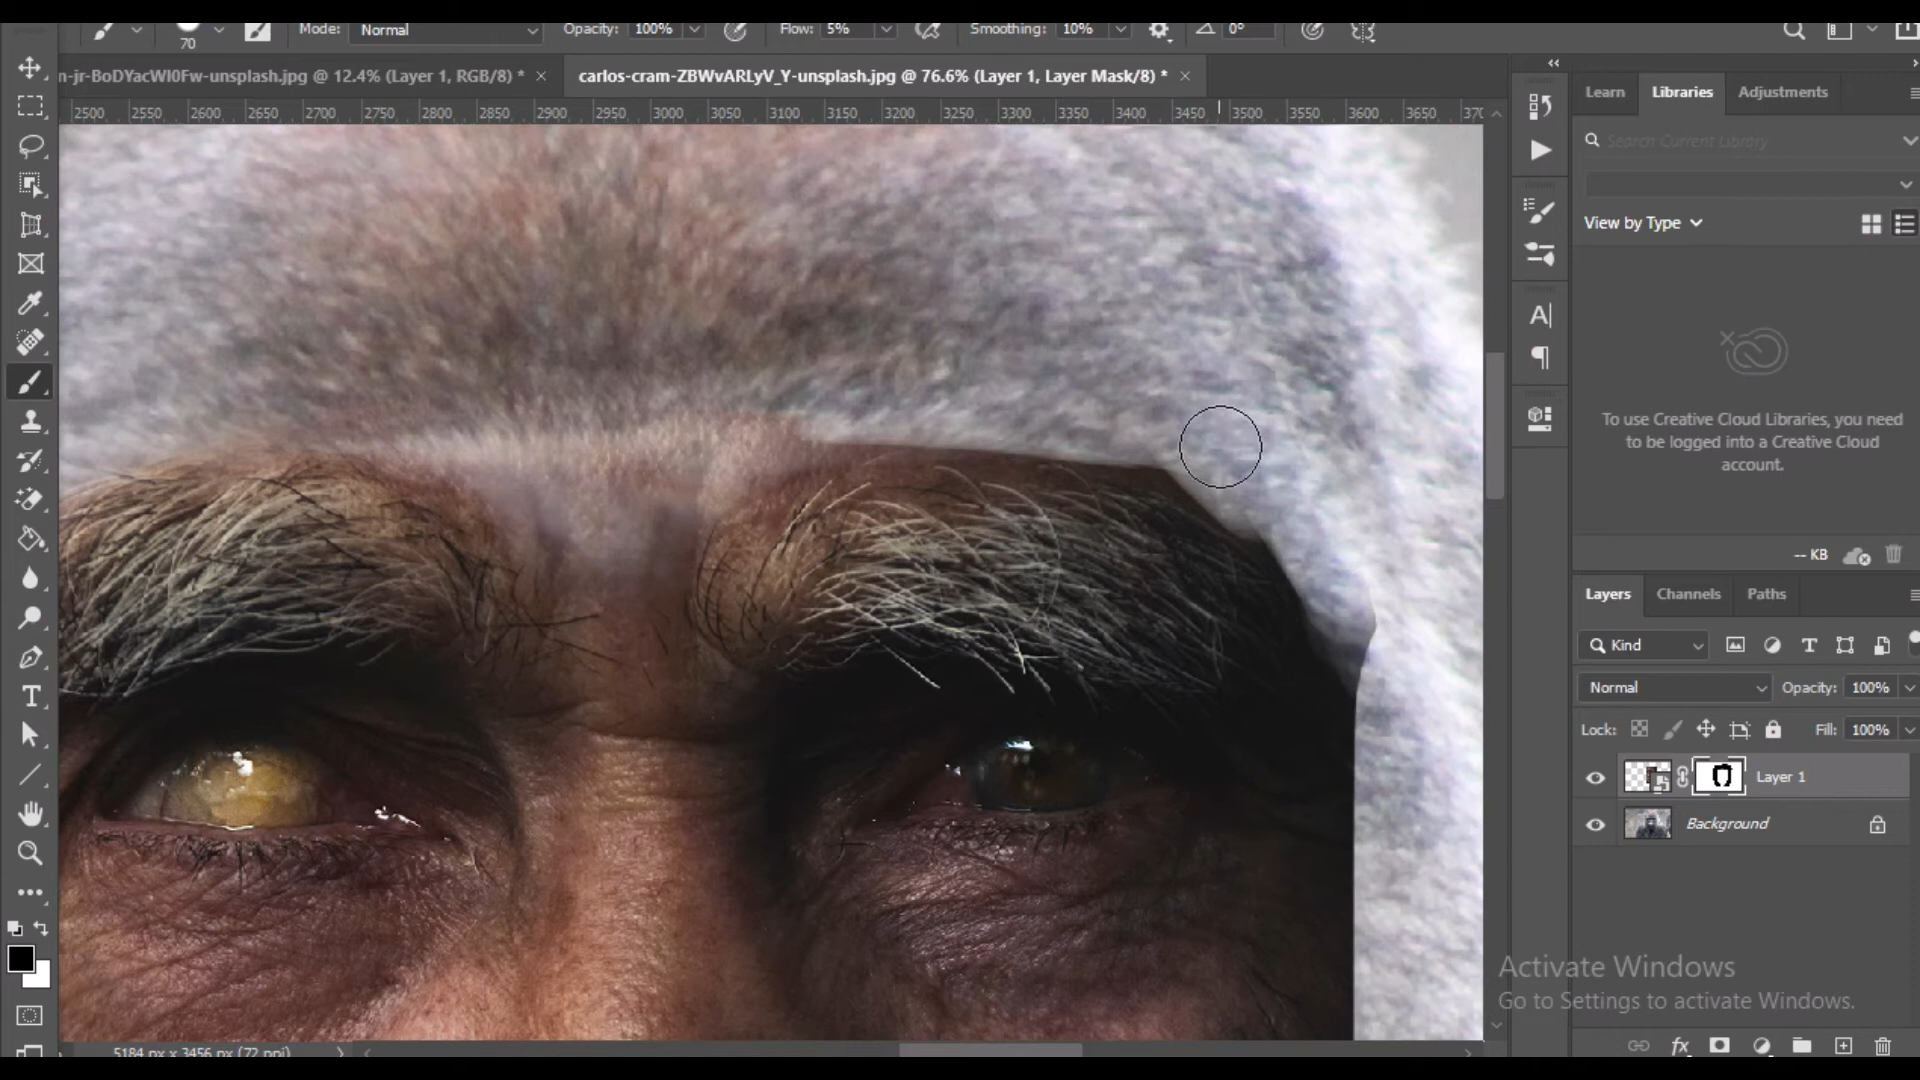 70 Mode: Normal Opacity: 100% Flow: 5% Smoothing: 10% 0°
n-jr-BoDYacWI0Fw-unsplash.jpg @ 12.4% (Layer 1, RGB/8) * × carlos-cram-ZBWvARLyV_Y-unsplash.jpg @ 76.6% (Layer 1, Layer Mask/8) * ×
2500 2550 2600 2650 2700 2750 2800 2850 2900 2950 3000 3050 3100 3150 3200 3250 3300 3350 3400 3450 3500 3550 3600 3650 370
Learn Libraries Adjustments
Search Current Library
View by Type
To use Creative Cloud Libraries, you need
to be logged into a Creative Cloud
account.
-- KB
Layers Channels Paths
Kind
Normal Opacity: 100%
Lock: Fill: 100%
Layer 1
Background
Activate Windows
Go to Settings to activate Windows.
fx
5184 px x 3456 px (72 ppi)